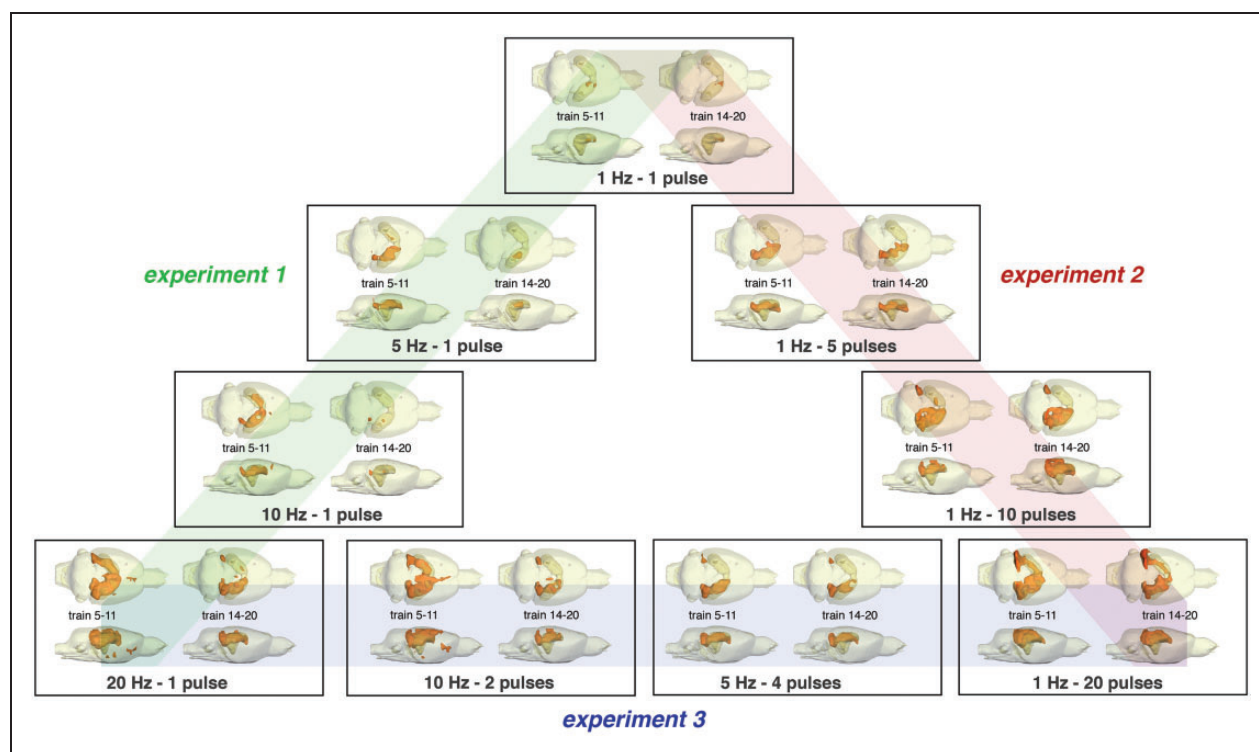 train 5-11 train 14-20
1 Hz - 1 pulse
experiment 1
train 5-11 train 14-20
5 Hz - 1 pulse
train 5-11 train 14-20
1 Hz - 5 pulses
experiment 2
train 5-11 train 14-20
10 Hz - 1 pulse
train 5-11 train 14-20
1 Hz - 10 pulses
train 5-11 train 14-20
20 Hz - 1 pulse
train 5-11 train 14-20
10 Hz - 2 pulses
train 5-11 train 14-20
5 Hz - 4 pulses
train 5-11 train 14-20
1 Hz - 20 pulses
experiment 3